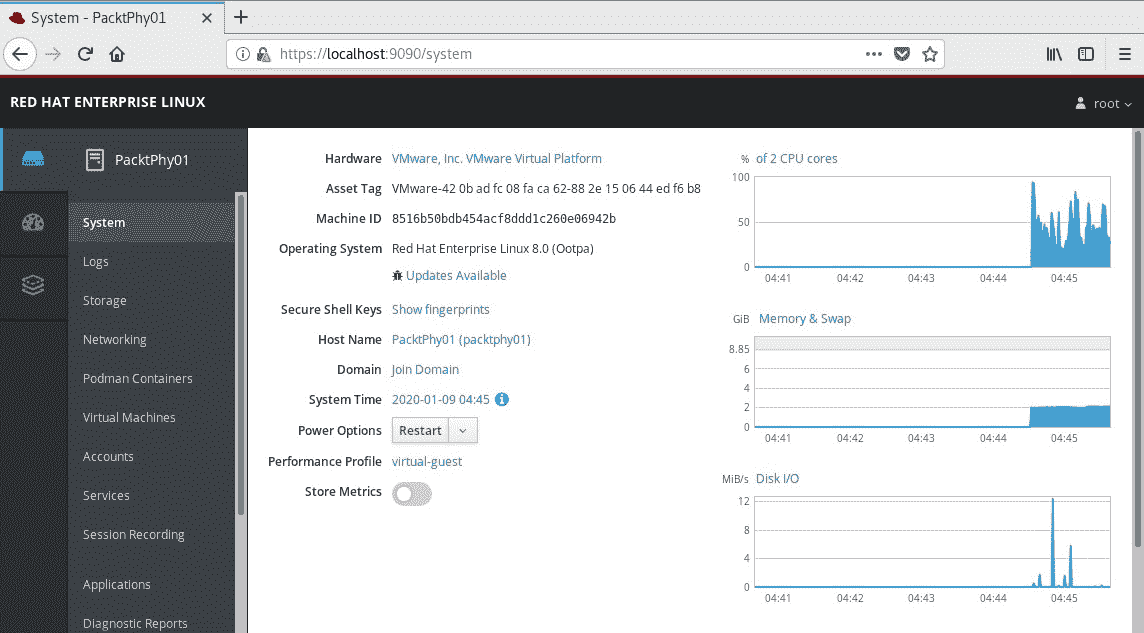 System - PacktPhy01
https://localhost:9090/system
RED HAT ENTERPRISE LINUX
root
PacktPhy01
System
Logs
Storage
Networking
Podman Containers
Virtual Machines
Accounts
Services
Session Recording
Applications
Diagnostic Reports
Hardware VMware, Inc. VMware Virtual Platform
Asset Tag VMware-42 0b ad fc 08 fa ca 62-88 2e 15 06 44 ed f6 b8
Machine ID 8516b50bdb454acf8ddd1c260e06942b
Operating System Red Hat Enterprise Linux 8.0 (Ootpa)
Updates Available
Secure Shell Keys Show fingerprints
Host Name PacktPhy01 (packtphy01)
Domain Join Domain
System Time 2020-01-09 04:45
Power Options Restart
Performance Profile virtual-guest
Store Metrics
% of 2 CPU cores
100
50
0
04:41 04:42 04:43 04:44 04:45
GiB Memory & Swap
8.85
6
4
2
0
04:41 04:42 04:43 04:44 04:45
MiB/s Disk I/O
12
8
4
0
04:41 04:42 04:43 04:44 04:45